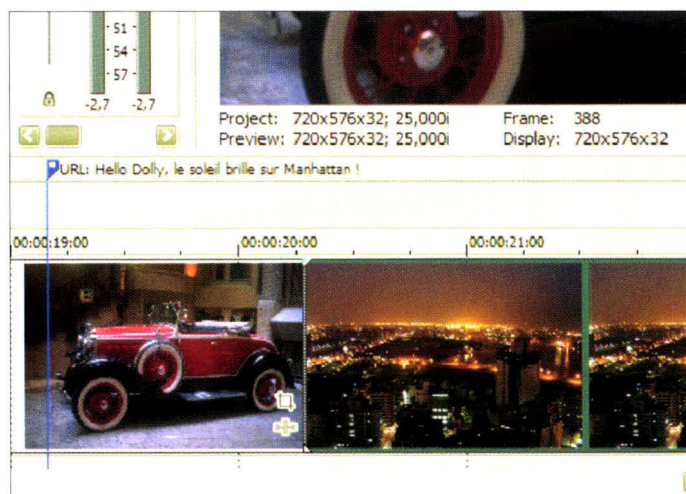 51
54
57
-2,7 -2,7
Project: 720x576x32; 25,000i Frame: 388
Preview: 720x576x32; 25,000i Display: 720x576x32
URL: Hello Dolly, le soleil brille sur Manhattan !
00:00:19:00 00:00:20:00 00:00:21:00